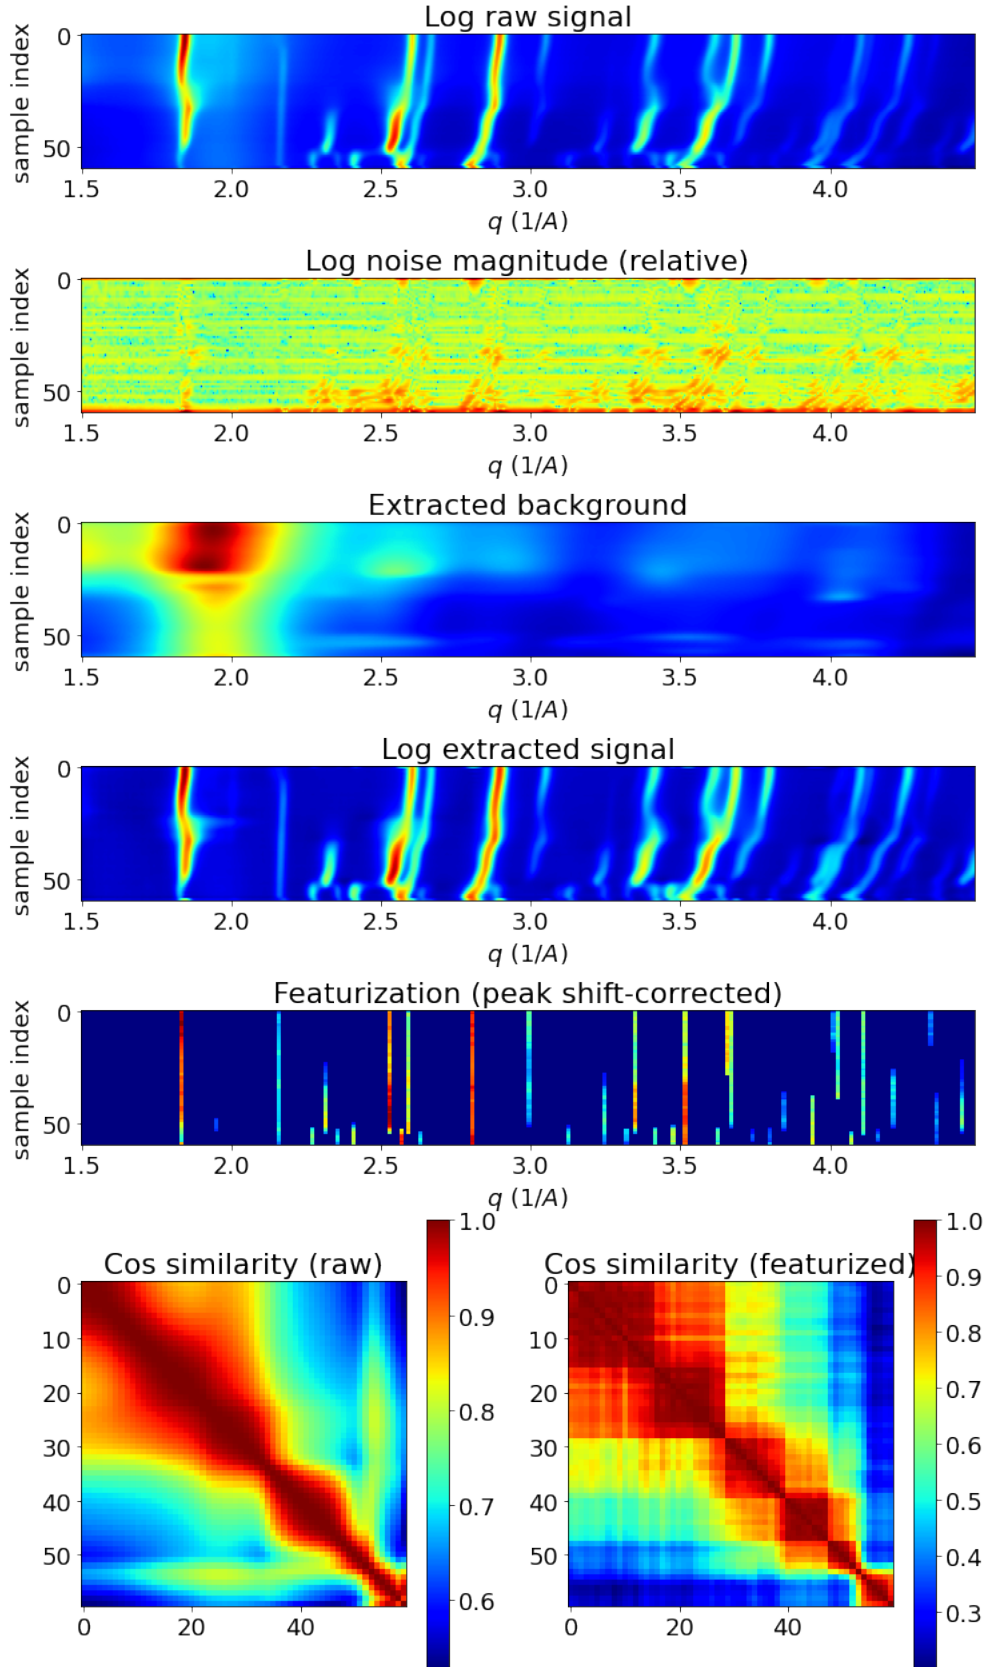 Log raw signal
sample index
0
50
1.5 2.0 2.5 3.0 3.5 4.0
q (1/A)
Log noise magnitude (relative)
sample index
0
50
1.5 2.0 2.5 3.0 3.5 4.0
q (1/A)
Extracted background
sample index
0
50
1.5 2.0 2.5 3.0 3.5 4.0
q (1/A)
Log extracted signal
sample index
0
50
1.5 2.0 2.5 3.0 3.5 4.0
q (1/A)
Featurization (peak shift-corrected)
sample index
0
50
1.5 2.0 2.5 3.0 3.5 4.0
q (1/A)
Cos similarity (raw)
0
10
20
30
40
50
0 20 40
1.0
0.9
0.8
0.7
0.6
Cos similarity (featurized)
0
10
20
30
40
50
0 20 40
1.0
0.9
0.8
0.7
0.6
0.5
0.4
0.3